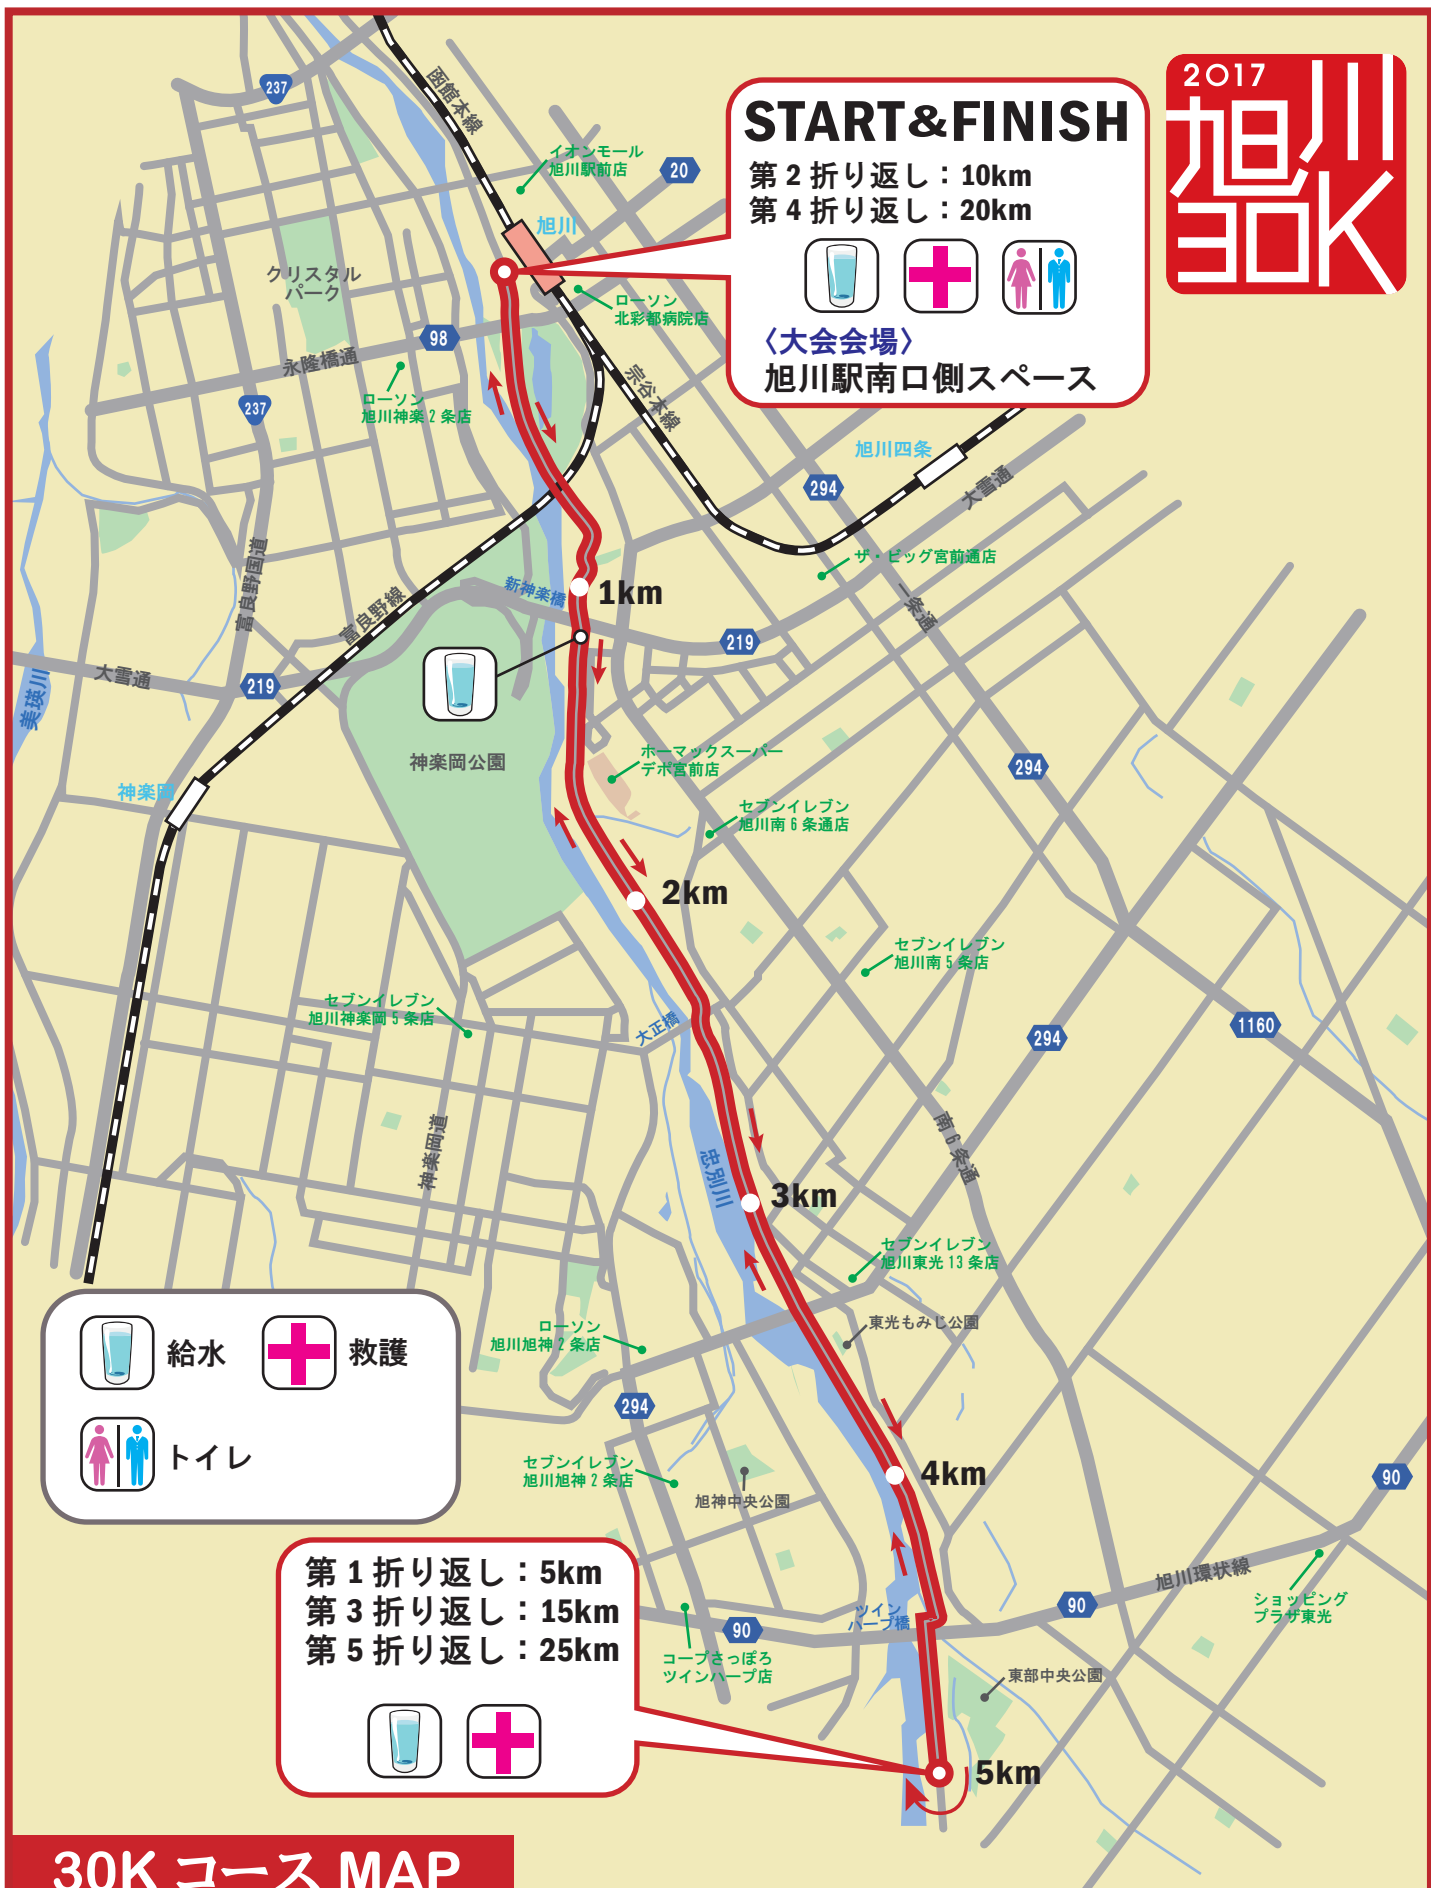 2017
旭川
30K
START&FINISH
第2折り返し：10km
第4折り返し：20km
〈大会会場〉
旭川駅南口側スペース
237
函館本線
イオンモール
旭川駅前店
20
旭川
クリスタル
パーク
ローソン
北彩都病院店
98
永隆橋通
ローソン
旭川神楽2条店
237
宗谷本線
旭川四条
294
大雪通
ザ・ビッグ宮前通店
一条通
富良野国道
富良野線
新神楽橋
1km
219
大雪通
219
美瑛川
神楽岡公園
神楽岡
ホーマックスーパー
デポ宮前店
294
セブンイレブン
旭川南6条通店
2km
セブンイレブン
旭川南5条店
セブンイレブン
旭川神楽岡5条店
大正橋
294
1160
神楽岡道
南6条通
忠別川
3km
セブンイレブン
旭川東光13条店
東光もみじ公園
ローソン
旭川旭神2条店
給水
救護
トイレ
294
セブンイレブン
旭川旭神2条店
旭神中央公園
4km
90
第1折り返し：5km
第3折り返し：15km
第5折り返し：25km
旭川環状線
ツイン
ハープ橋
90
ショッピング
プラザ東光
90
コープさっぽろ
ツインハープ店
東部中央公園
5km
30KコースMAP